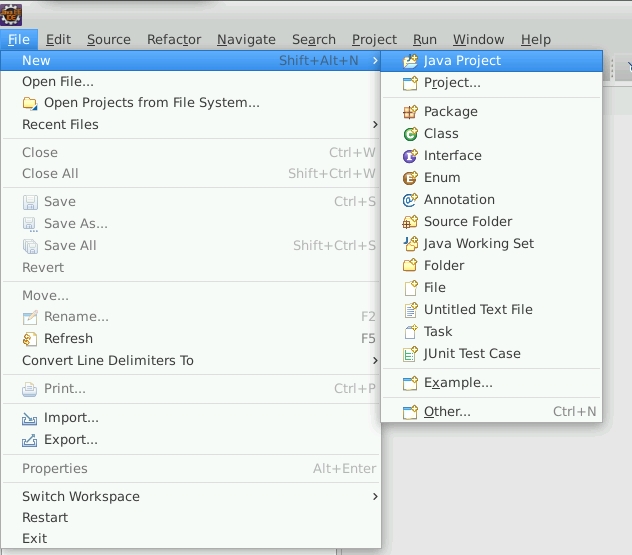 File Edit Source Refactor Navigate Search Project Run Window Help
New Shift+Alt+N
Open File...
Open Projects from File System...
Recent Files
Close Ctrl+W
Close All Shift+Ctrl+W
Save Ctrl+S
Save As...
Save All Shift+Ctrl+S
Revert
Move...
Rename... F2
Refresh F5
Convert Line Delimiters To
Print... Ctrl+P
Import...
Export...
Properties Alt+Enter
Switch Workspace
Restart
Exit
Java Project
Project...
Package
Class
Interface
Enum
Annotation
Source Folder
Java Working Set
Folder
File
Untitled Text File
Task
JUnit Test Case
Example...
Other... Ctrl+N